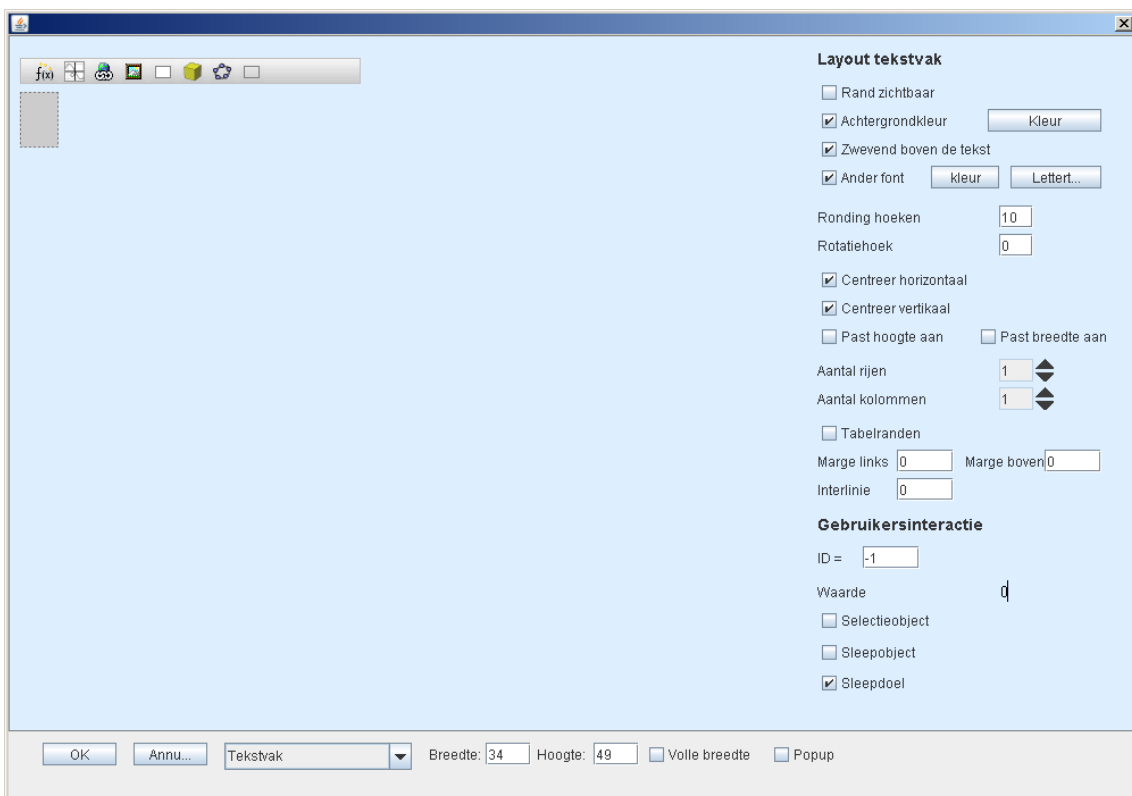 f(x)
Layout tekstvak
Rand zichtbaar
Achtergrondkleur Kleur
Zwevend boven de tekst
Ander font kleur Lettert...
Ronding hoeken 10
Rotatiehoek 0
Centreer horizontaal
Centreer vertikaal
Past hoogte aan Past breedte aan
Aantal rijen 1
Aantal kolommen 1
Tabelranden
Marge links 0 Marge boven 0
Interlinie 0
Gebruikersinteractie
ID = -1
Waarde 0
Selectieobject
Sleepobject
Sleepdoel
OK Annu... Tekstvak Breedte: 34 Hoogte: 49 Volle breedte Popup